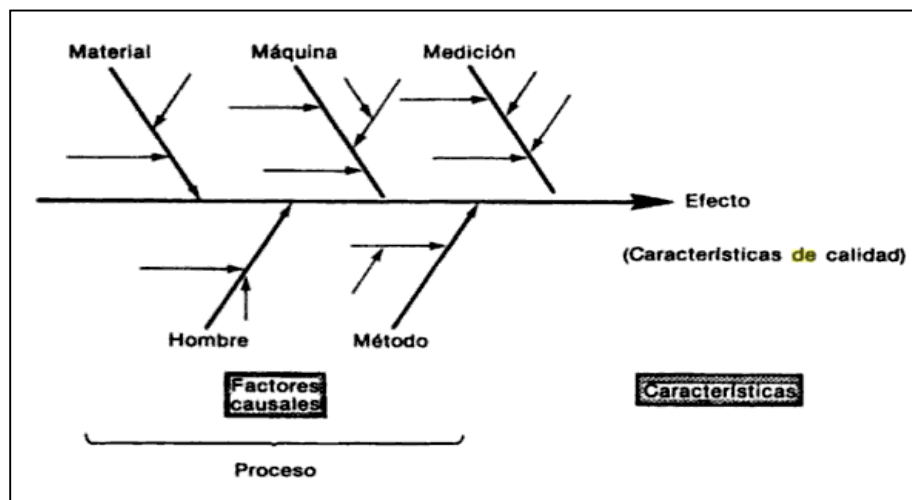 Material
Máquina
Medición
Efecto
(Características de calidad)
Hombre
Método
Factores
causales
Características
Proceso